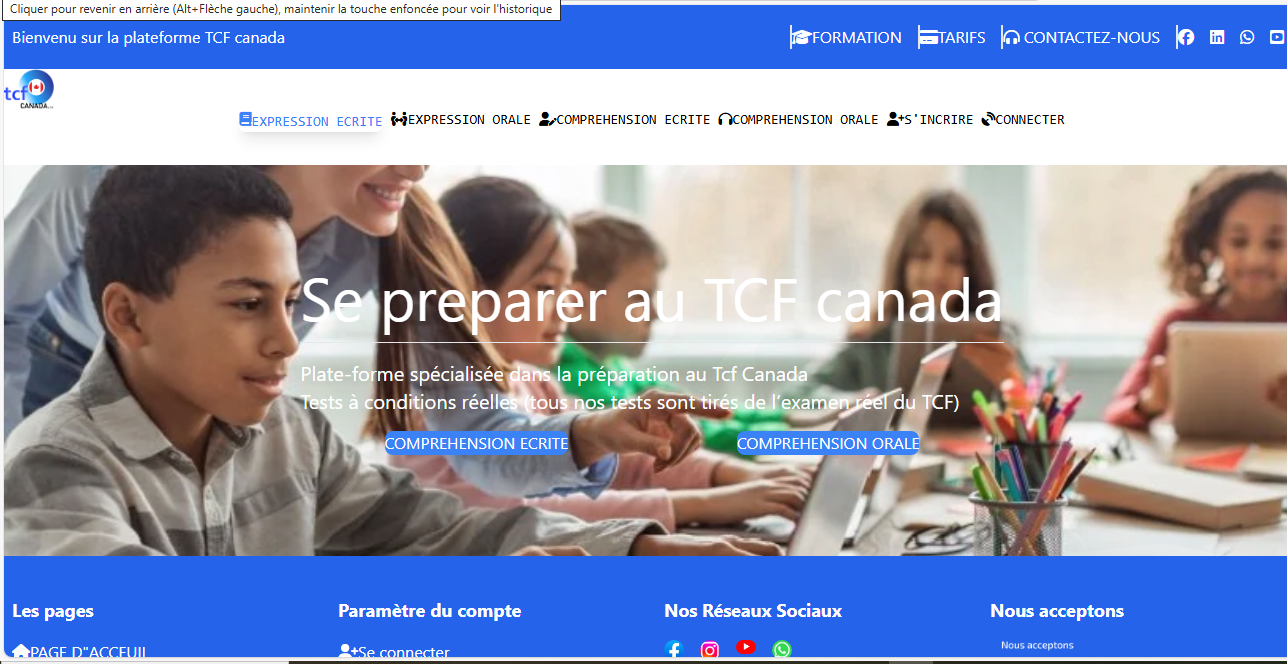 Cliquer pour revenir en arrière (Alt+Flèche gauche), maintenir la touche enfoncée pour voir l'historique
Bienvenu sur la plateforme TCF canada
FORMATION TARIFS CONTACTEZ-NOUS
tcf
CANADA...
EXPRESSION ECRITE EXPRESSION ORALE COMPREHENSION ECRITE COMPREHENSION ORALE S'INCRIRE CONNECTER
Se preparer au TCF canada
Plate-forme spécialisée dans la préparation au Tcf Canada
Tests à conditions réelles (tous nos tests sont tirés de l’examen réel du TCF)
COMPREHENSION ECRITE COMPREHENSION ORALE
Les pages Paramètre du compte Nos Réseaux Sociaux Nous acceptons
PAGE D"ACCEUIL Se connecter Nous acceptons